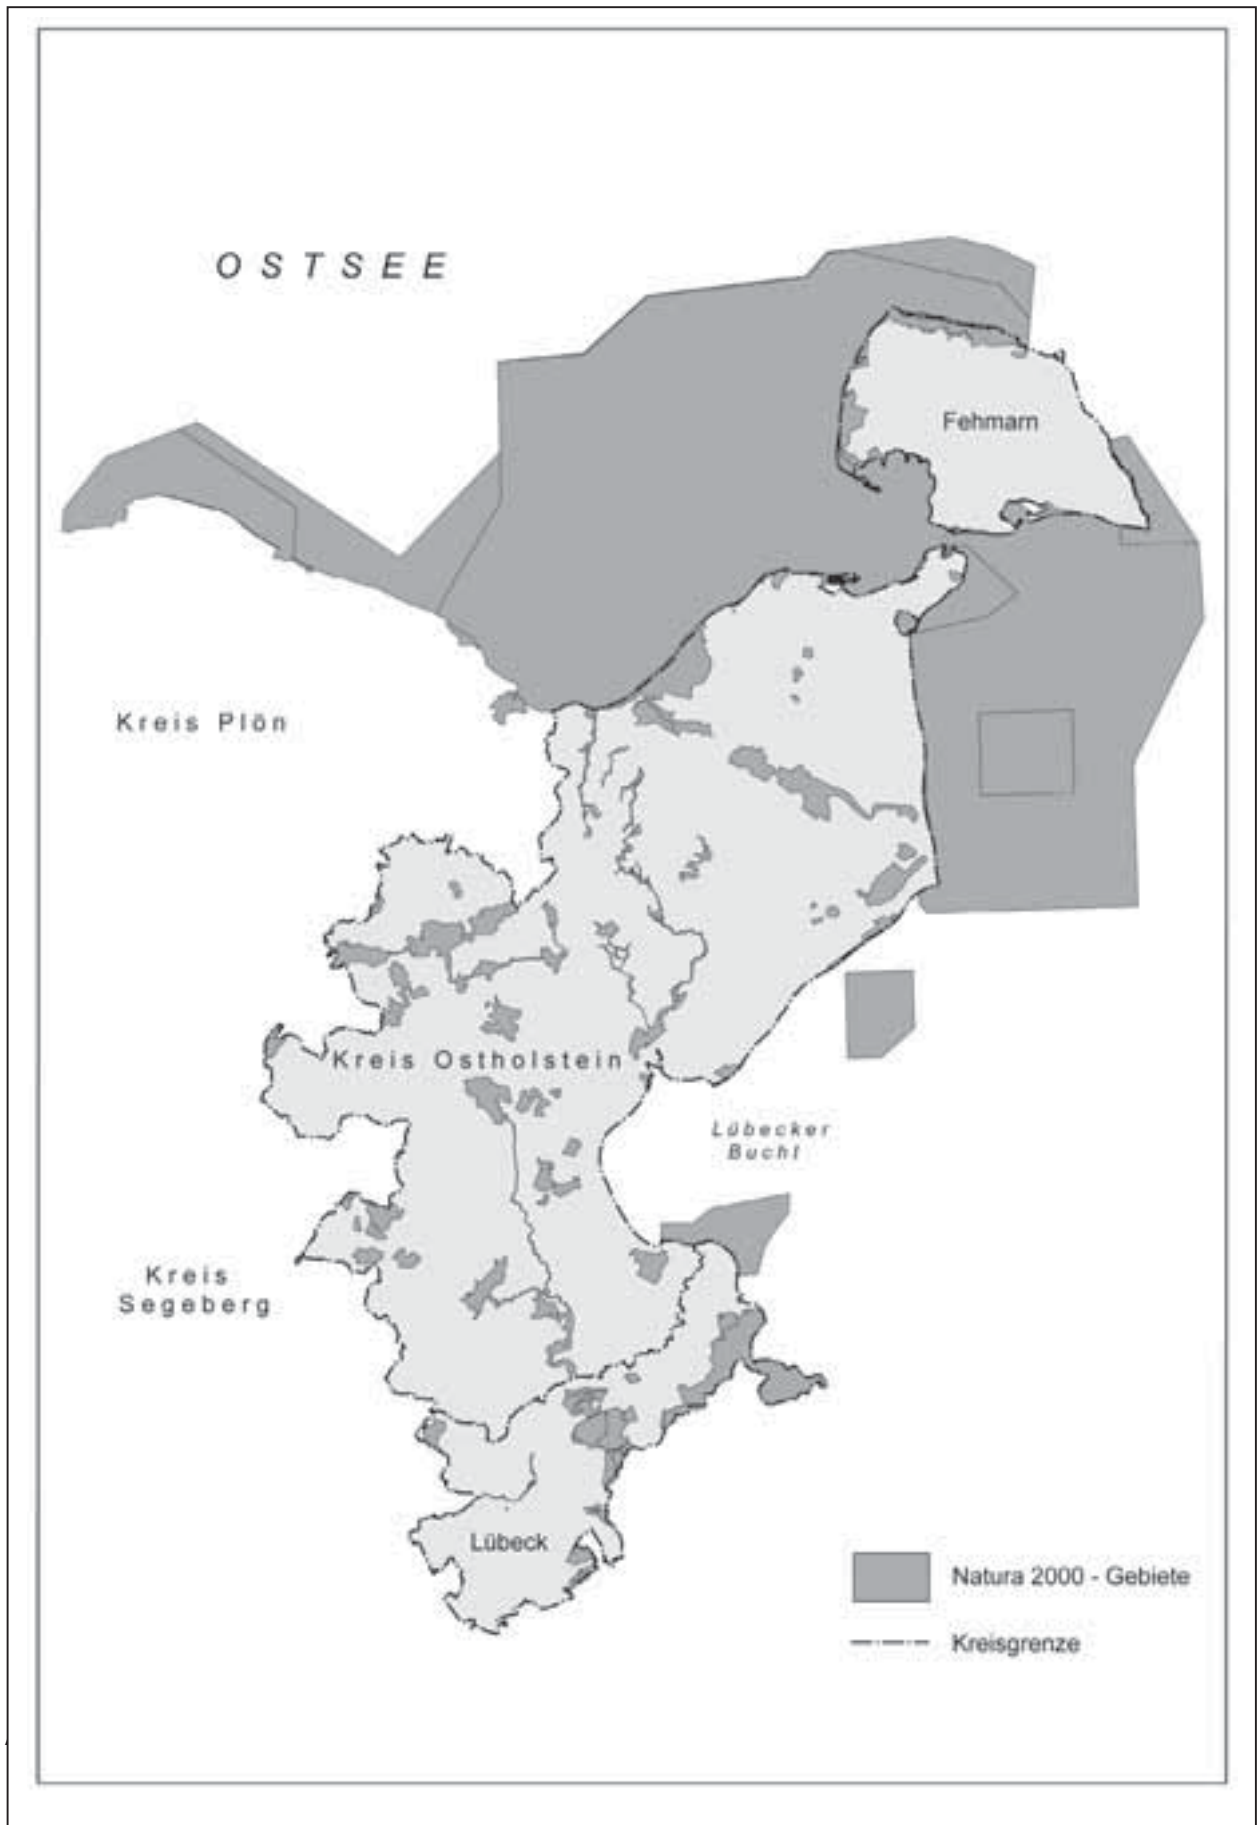 OSTSEE
Fehmarn
Kreis Plön
Kreis Ostholstein
Lübecker
Bucht
Kreis
Segeberg
Lübeck
Natura 2000 - Gebiete
Kreisgrenze